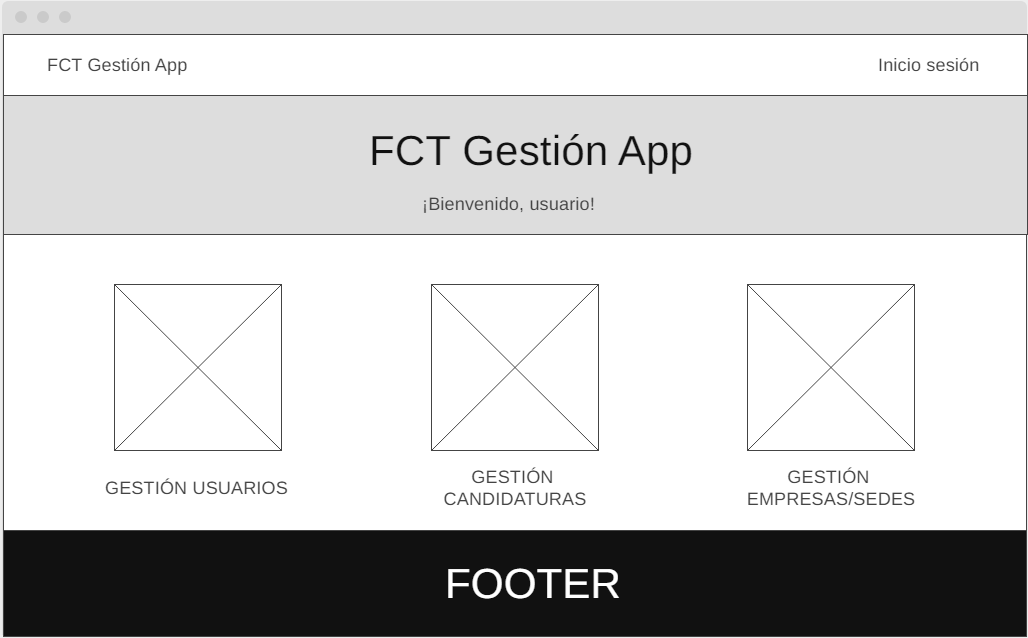 FCT Gestión App
Inicio sesión
FCT Gestión App
¡Bienvenido, usuario!
GESTIÓN USUARIOS
GESTIÓN
CANDIDATURAS
GESTIÓN
EMPRESAS/SEDES
FOOTER